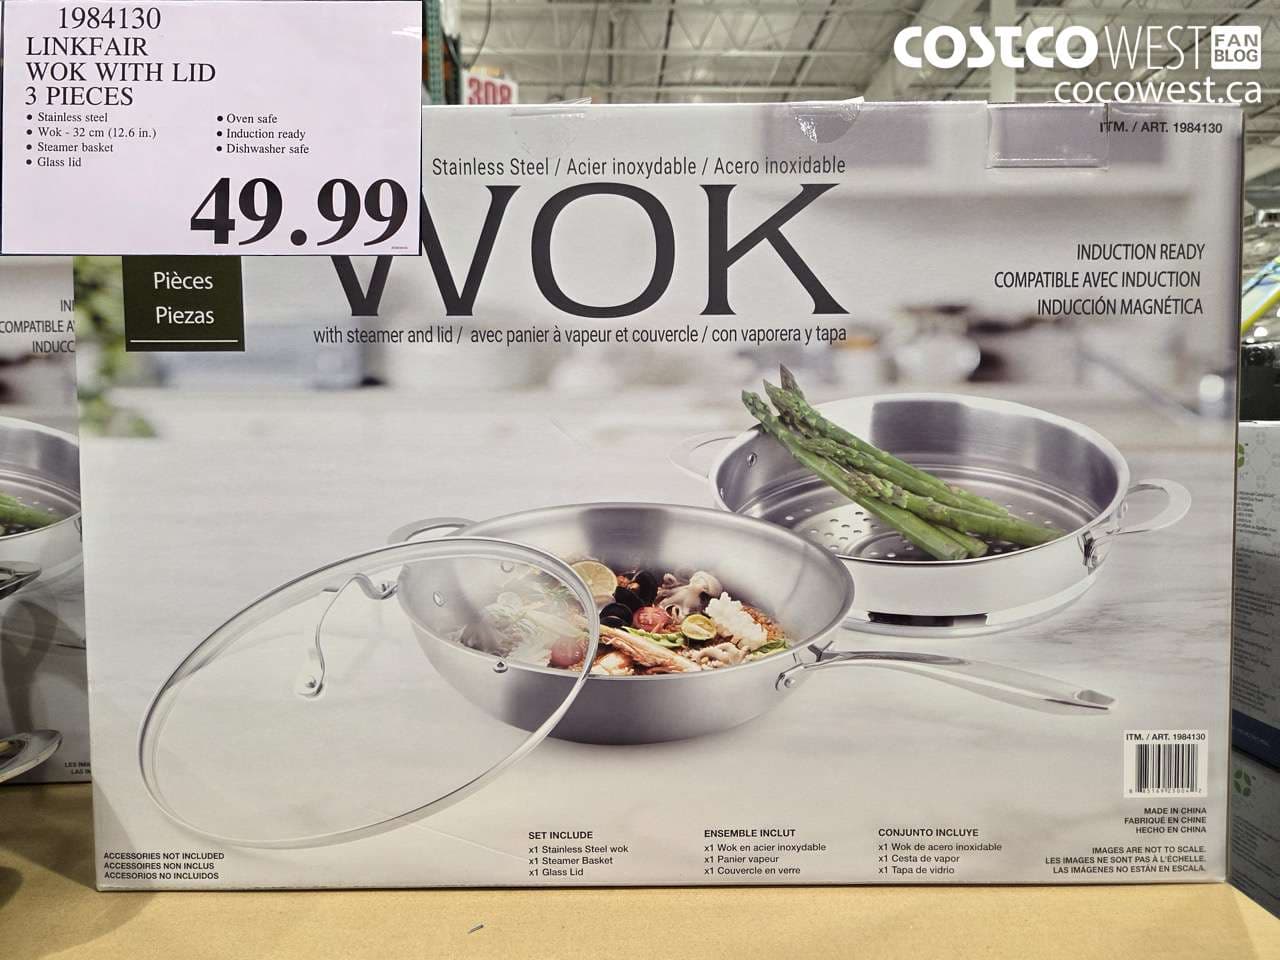 1984130
LINKFAIR
WOK WITH LID
3 PIECES
• Stainless steel
• Wok - 32 cm (12.6 in.)
• Steamer basket
• Glass lid
• Oven safe
• Induction ready
• Dishwasher safe
49.99
308
COSTCO WEST FAN BLOG
cocowest.ca
ITM. / ART. 1984130
Stainless Steel / Acier inoxydable / Acero inoxidable
WOK
with steamer and lid / avec panier à vapeur et couvercle / con vaporera y tapa
Pièces
Piezas
INDUCTION READY
COMPATIBLE AVEC INDUCTION
INDUCCIÓN MAGNÉTICA
ITM. / ART. 1984130
MADE IN CHINA
FABRIQUÉ EN CHINE
HECHO EN CHINA
IMAGES ARE NOT TO SCALE.
LES IMAGES NE SONT PAS À L'ÉCHELLE.
LAS IMÁGENES NO ESTÁN EN ESCALA.
SET INCLUDE
x1 Stainless Steel wok
x1 Steamer Basket
x1 Glass Lid
ENSEMBLE INCLUT
x1 Wok en acier inoxydable
x1 Panier vapeur
x1 Couvercle en verre
CONJUNTO INCLUYE
x1 Wok de acero inoxidable
x1 Cesta de vapor
x1 Tapa de vidrio
ACCESSORIES NOT INCLUDED
ACCESSOIRES NON INCLUS
ACCESORIOS NO INCLUIDOS